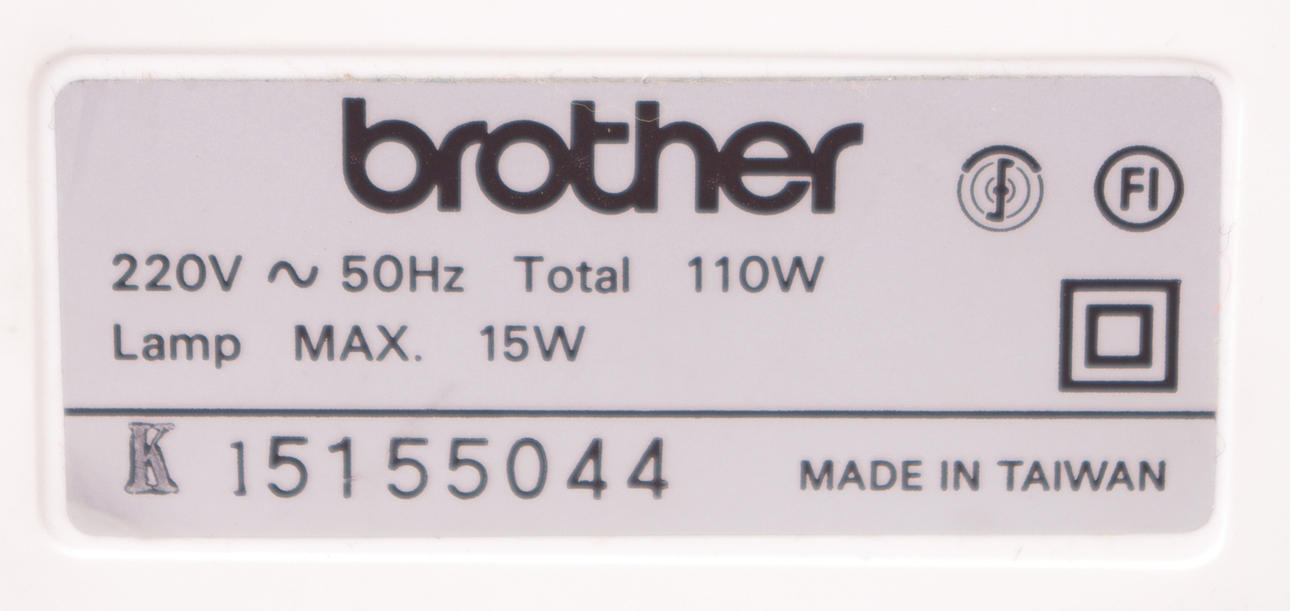 brother
FI
220V ~ 50Hz Total 110W
Lamp MAX. 15W
K 15155044
MADE IN TAIWAN